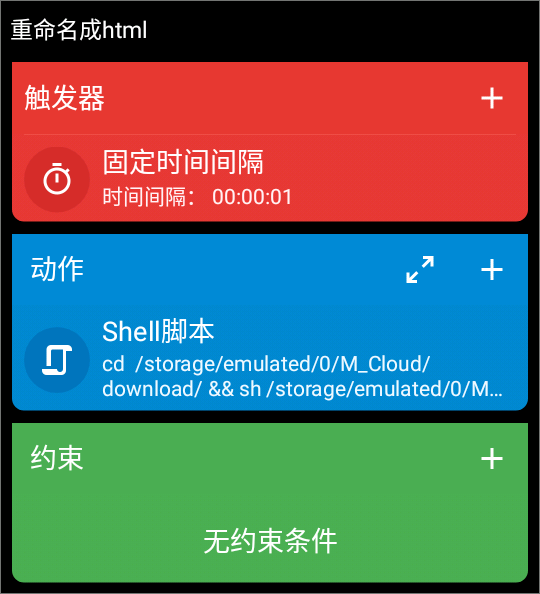 重命名成html
触发器
固定时间间隔
时间间隔： 00:00:01
动作
Shell脚本
cd  /storage/emulated/0/M_Cloud/
download/ && sh /storage/emulated/0/M…
约束
无约束条件